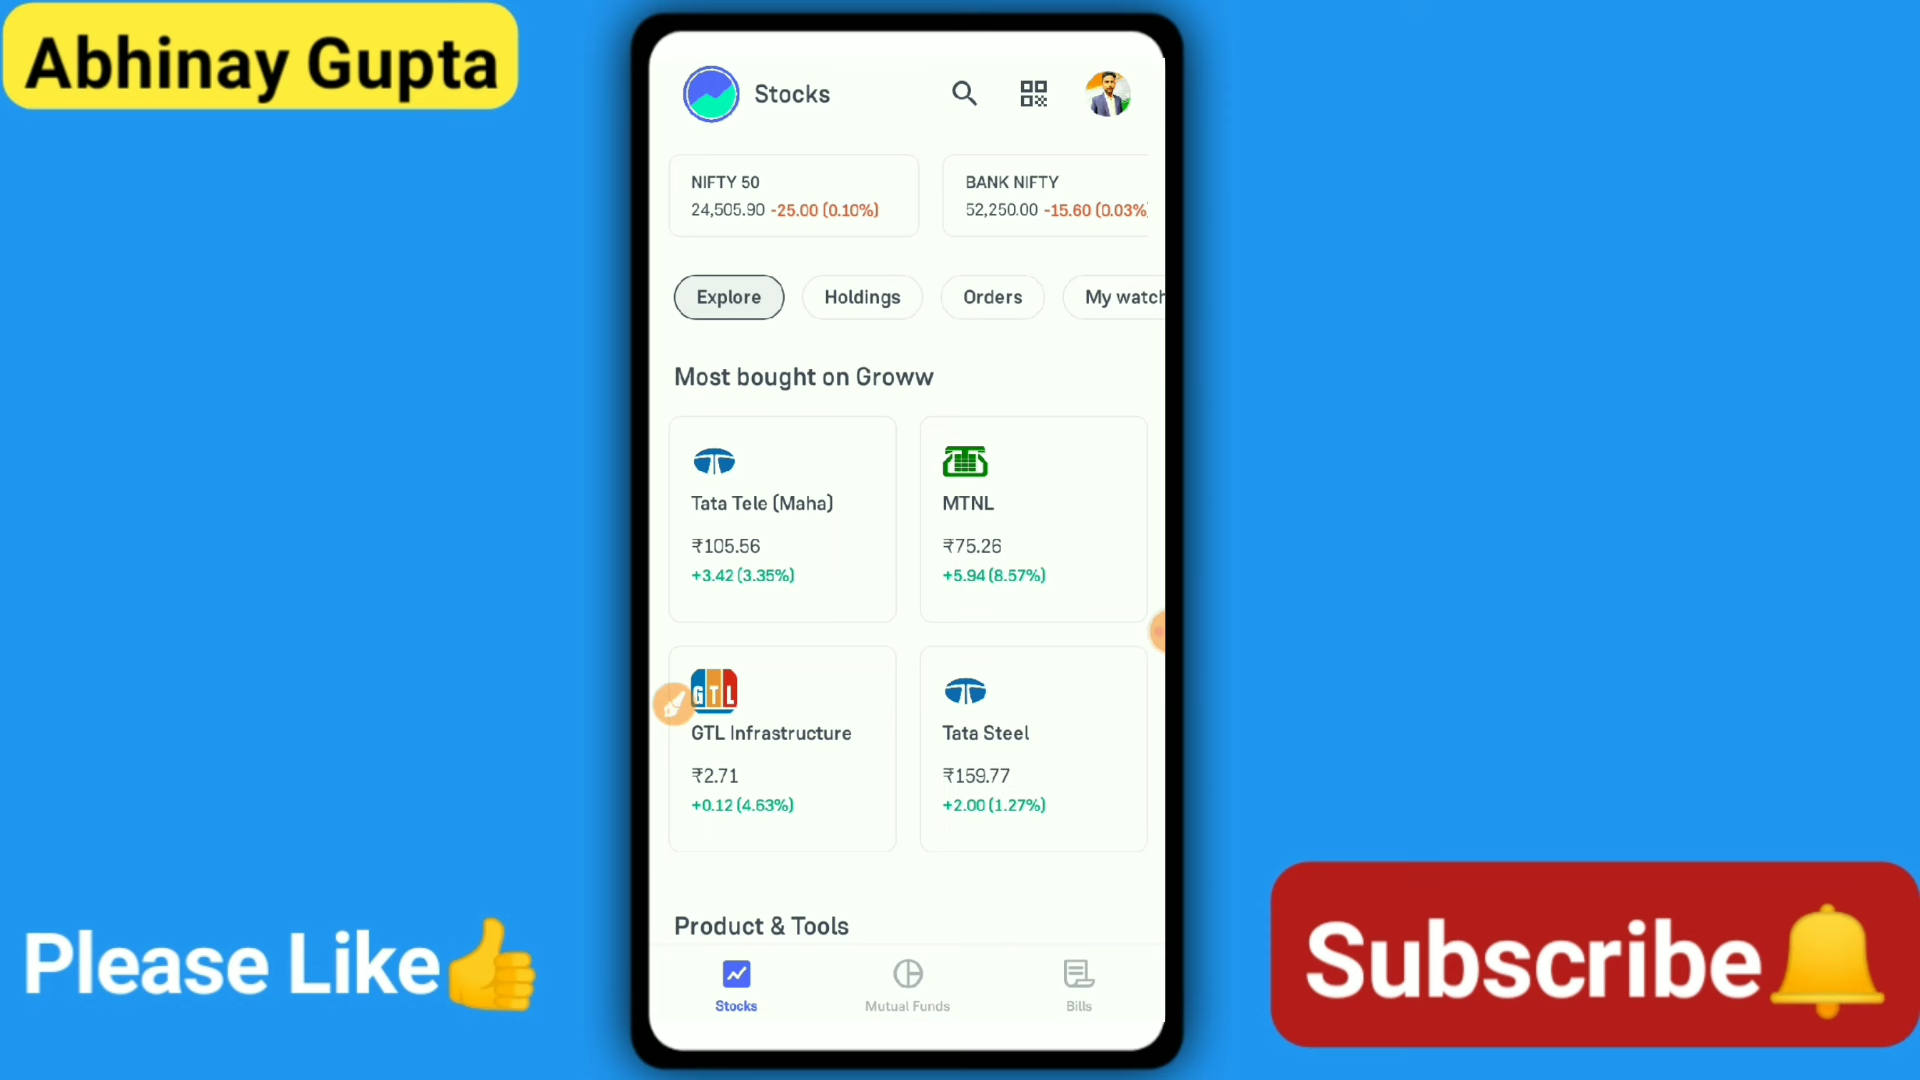 Abhinay Gupta
Stocks
NIFTY 50
24,505.90 -25.00 (0.10%)
BANK NIFTY
52,250.00 -15.60 (0.03%)
Explore
Holdings
Orders
My watch
Most bought on Groww
Tata Tele (Maha)
₹105.56
+3.42 (3.35%)
MTNL
₹75.26
+5.94 (8.57%)
GTL
GTL Infrastructure
₹2.71
+0.12 (4.63%)
Tata Steel
₹159.77
+2.00 (1.27%)
Product & Tools
Stocks
Mutual Funds
Bills
Please Like
Subscribe